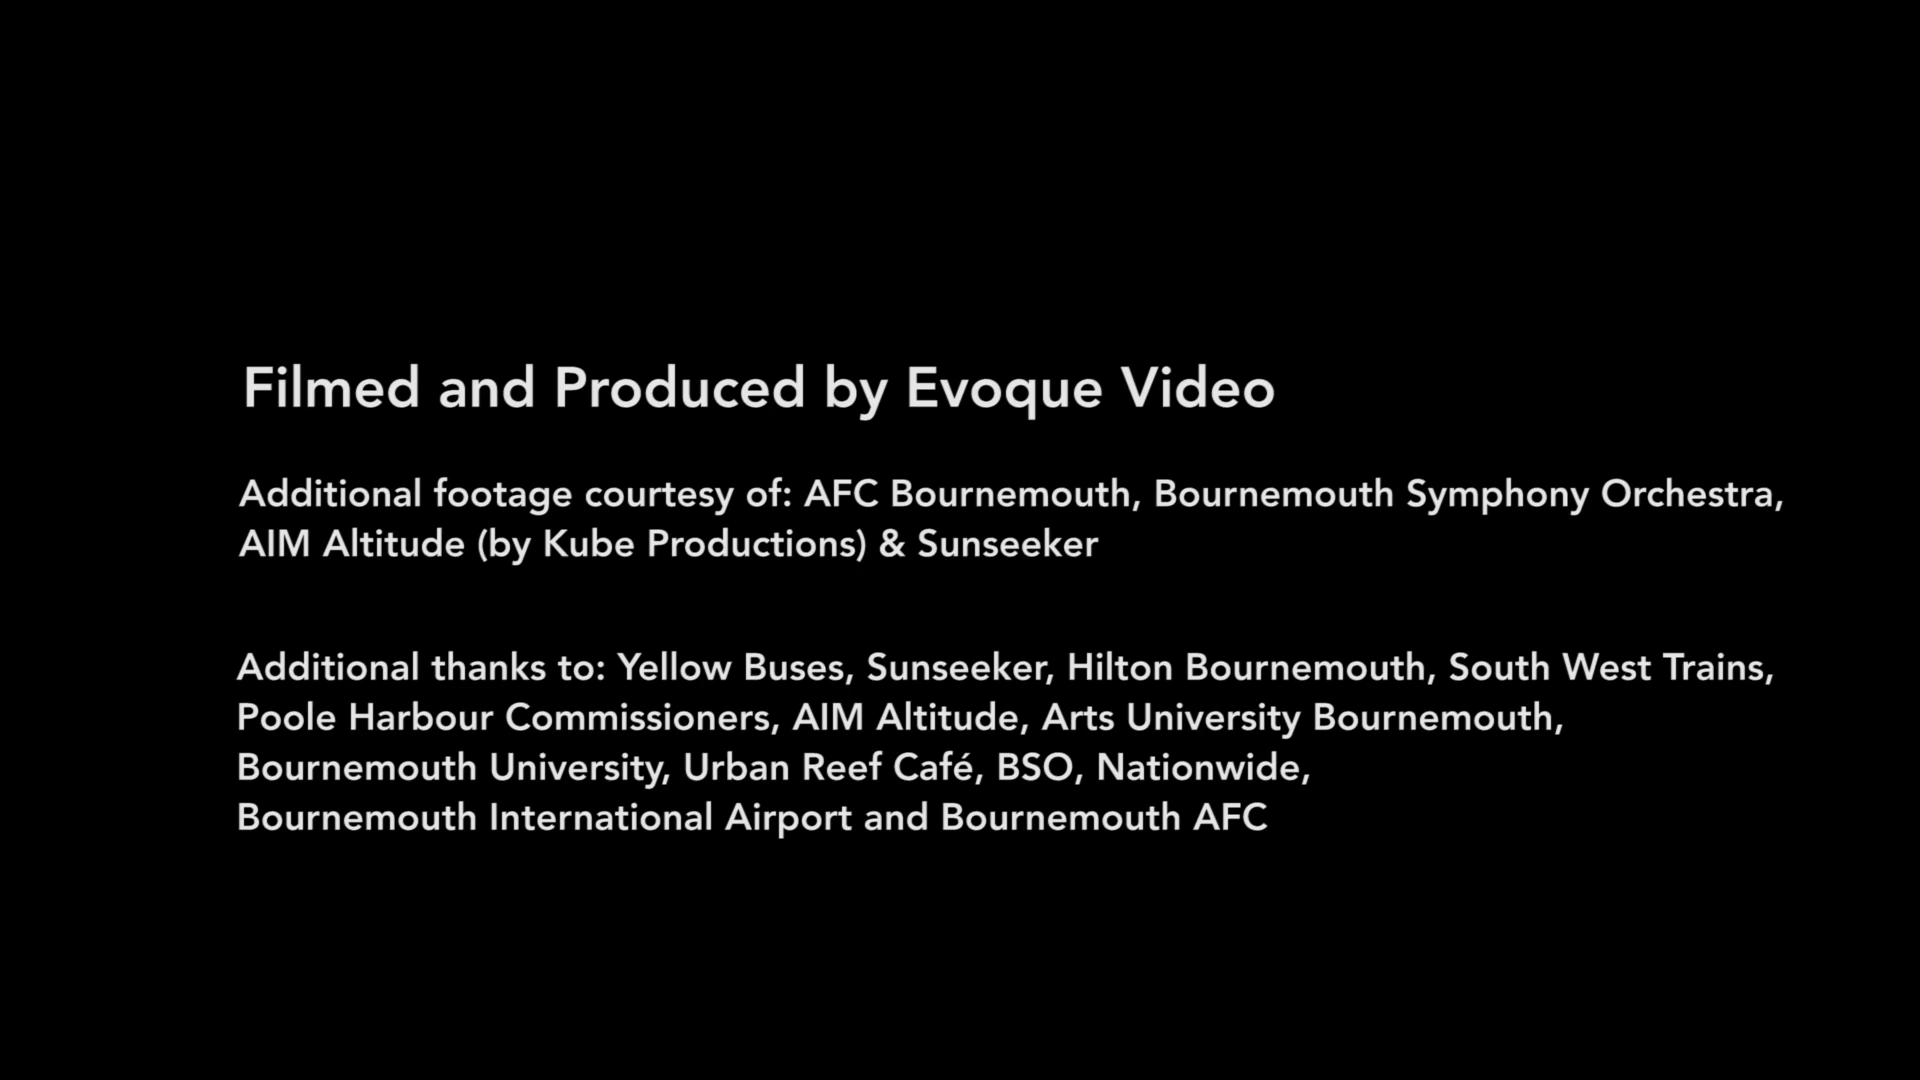 Filmed and Produced by Evoque Video
Additional footage courtesy of: AFC Bournemouth, Bournemouth Symphony Orchestra,
AIM Altitude (by Kube Productions) & Sunseeker
Additional thanks to: Yellow Buses, Sunseeker, Hilton Bournemouth, South West Trains,
Poole Harbour Commissioners, AIM Altitude, Arts University Bournemouth,
Bournemouth University, Urban Reef Café, BSO, Nationwide,
Bournemouth International Airport and Bournemouth AFC